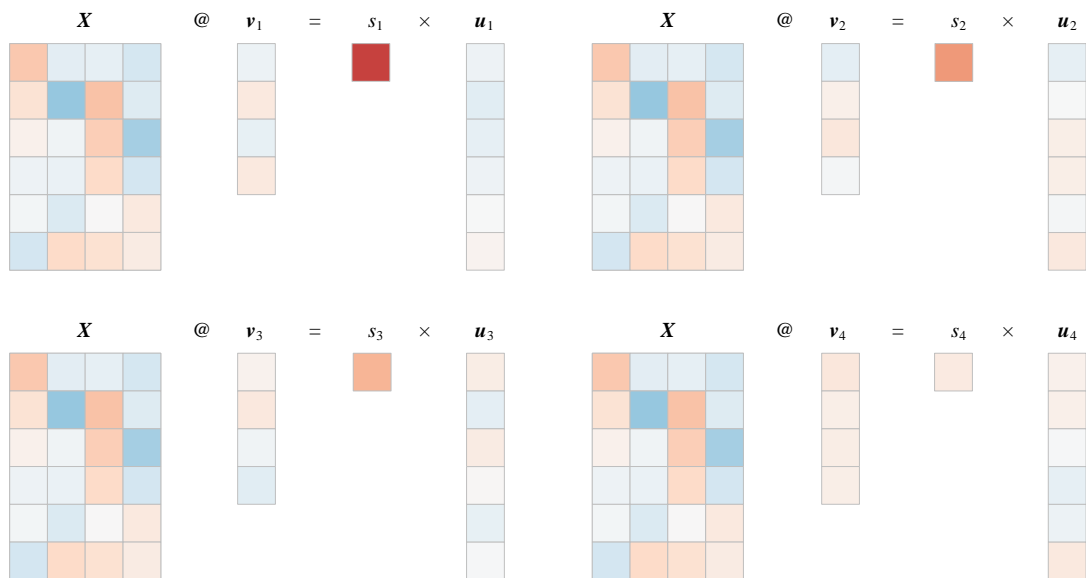 X @ v1 = s1 × u1
X @ v2 = s2 × u2
X @ v3 = s3 × u3
X @ v4 = s4 × u4